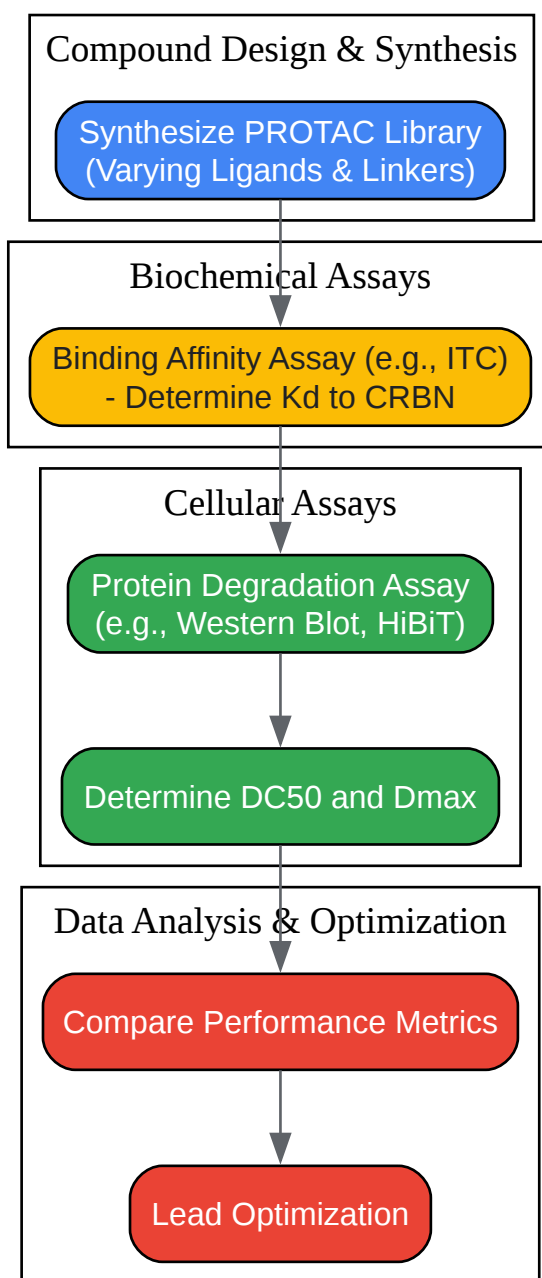 Compound Design & Synthesis
Synthesize PROTAC Library
(Varying Ligands & Linkers)
Biochemical Assays
Binding Affinity Assay (e.g., ITC)
- Determine Kd to CRBN
Cellular Assays
Protein Degradation Assay
(e.g., Western Blot, HiBiT)
Determine DC50 and Dmax
Data Analysis & Optimization
Compare Performance Metrics
Lead Optimization